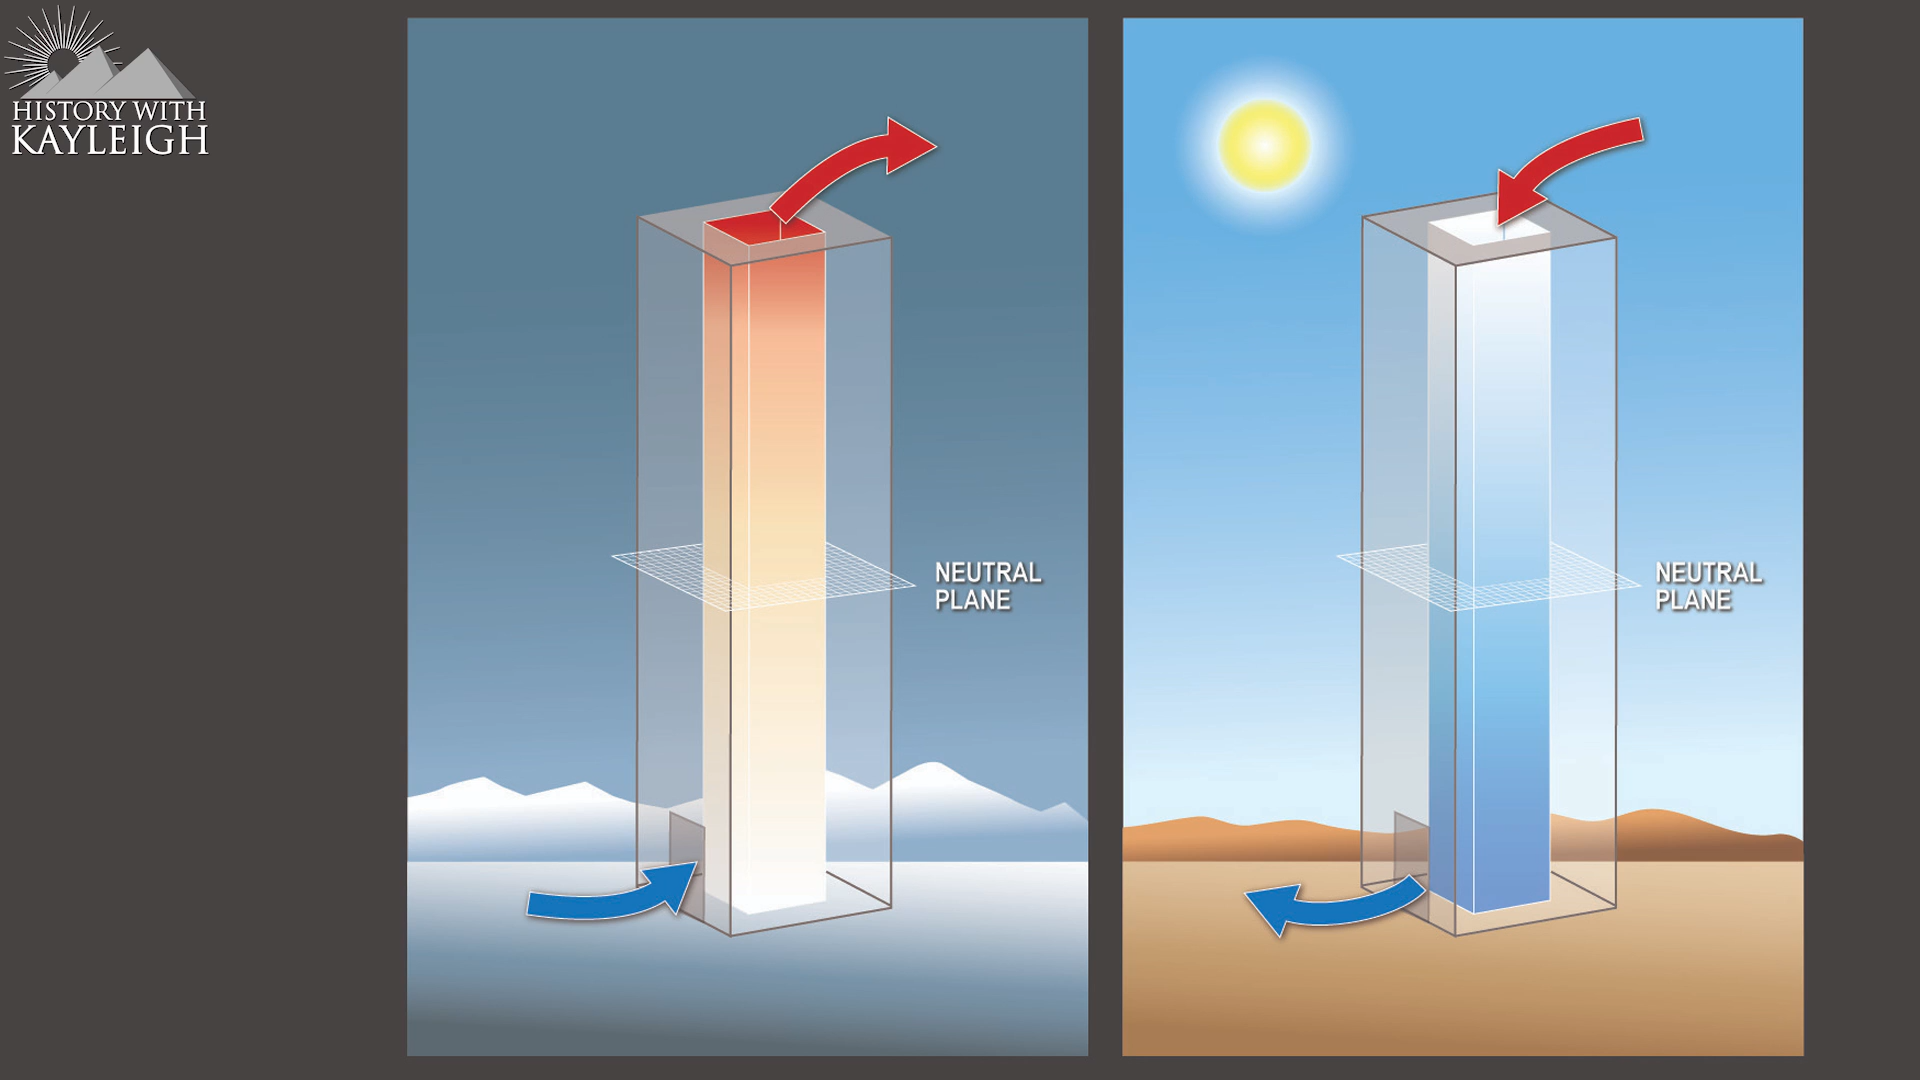 HISTORY WITH
KAYLEIGH
NEUTRAL
PLANE
NEUTRAL
PLANE